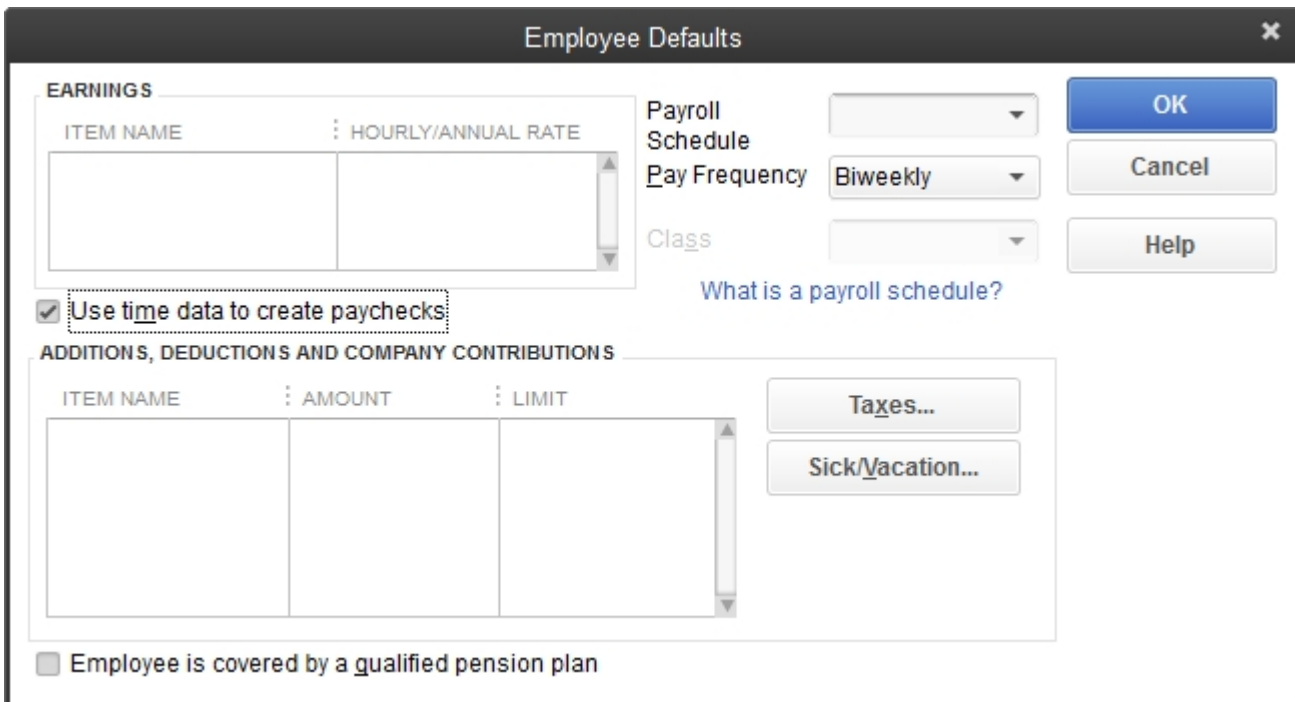 Employee Defaults
EARNINGS
ITEM NAME HOURLY/ANNUAL RATE
Payroll
Schedule
OK
Pay Frequency Biweekly
Cancel
Class
Help
What is a payroll schedule?
Use time data to create paychecks
ADDITIONS, DEDUCTIONS AND COMPANY CONTRIBUTIONS
ITEM NAME AMOUNT LIMIT
Taxes...
Sick/Vacation...
Employee is covered by a qualified pension plan